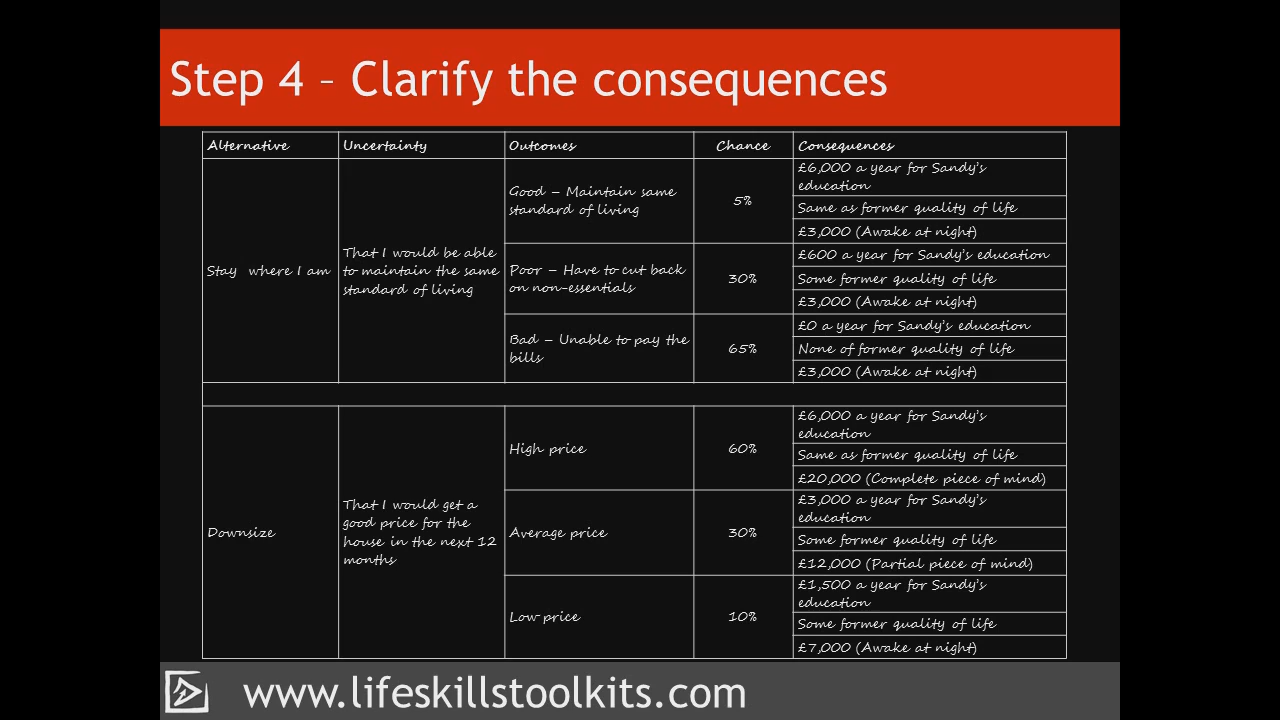 Step 4 – Clarify the consequences
Alternative
Uncertainty
Outcomes
Chance
Consequences
Stay where I am
That I would be able
to maintain the same
standard of living
Good – Maintain same
standard of living
5%
£6,000 a year for Sandy's
education
Same as former quality of life
£3,000 (Awake at night)
Poor – Have to cut back
on non-essentials
30%
£600 a year for Sandy's education
Some former quality of life
£3,000 (Awake at night)
Bad – Unable to pay the
bills
65%
£0 a year for Sandy's education
None of former quality of life
£3,000 (Awake at night)
Downsize
That I would get a
good price for the
house in the next 12
months
High price
60%
£6,000 a year for Sandy's
education
Same as former quality of life
£20,000 (Complete piece of mind)
Average price
30%
£3,000 a year for Sandy's
education
Some former quality of life
£12,000 (Partial piece of mind)
Low price
10%
£1,500 a year for Sandy's
education
Some former quality of life
£7,000 (Awake at night)
www.lifeskillstoolkits.com